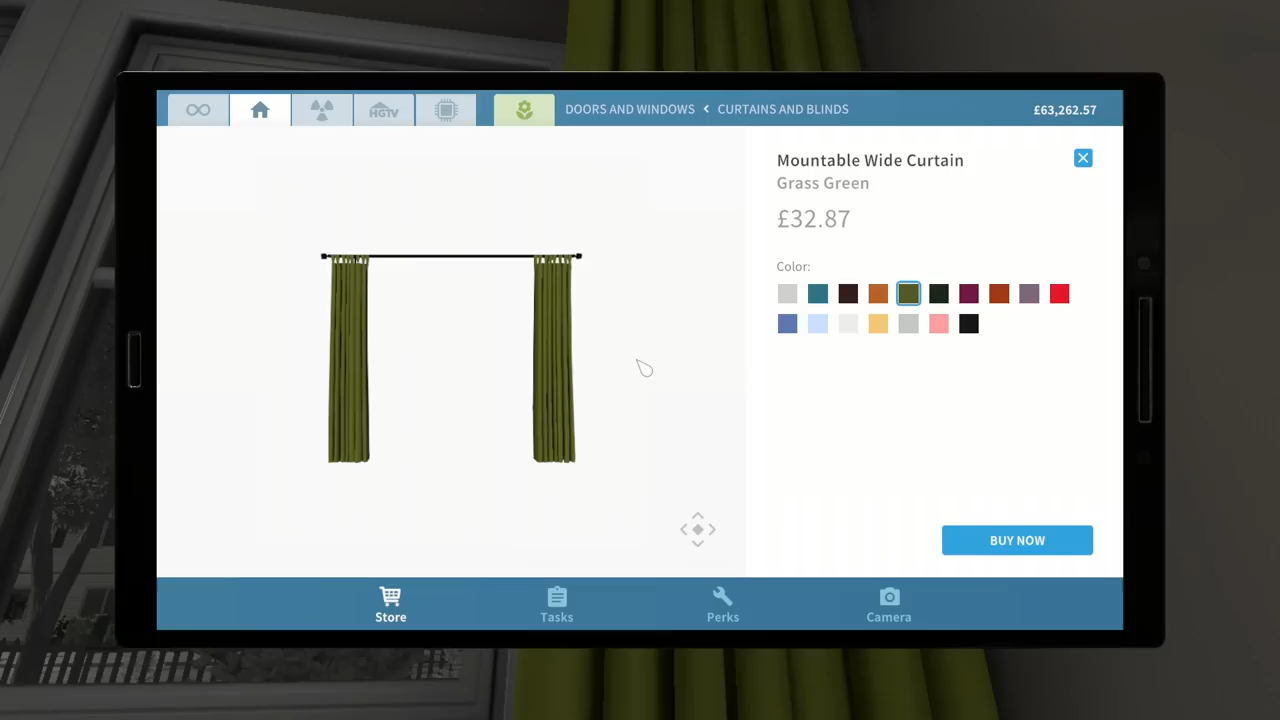 HGTV
DOORS AND WINDOWS
CURTAINS AND BLINDS
£63,262.57
Mountable Wide Curtain
Grass Green
£32.87
Color:
BUY NOW
Store
Tasks
Perks
Camera